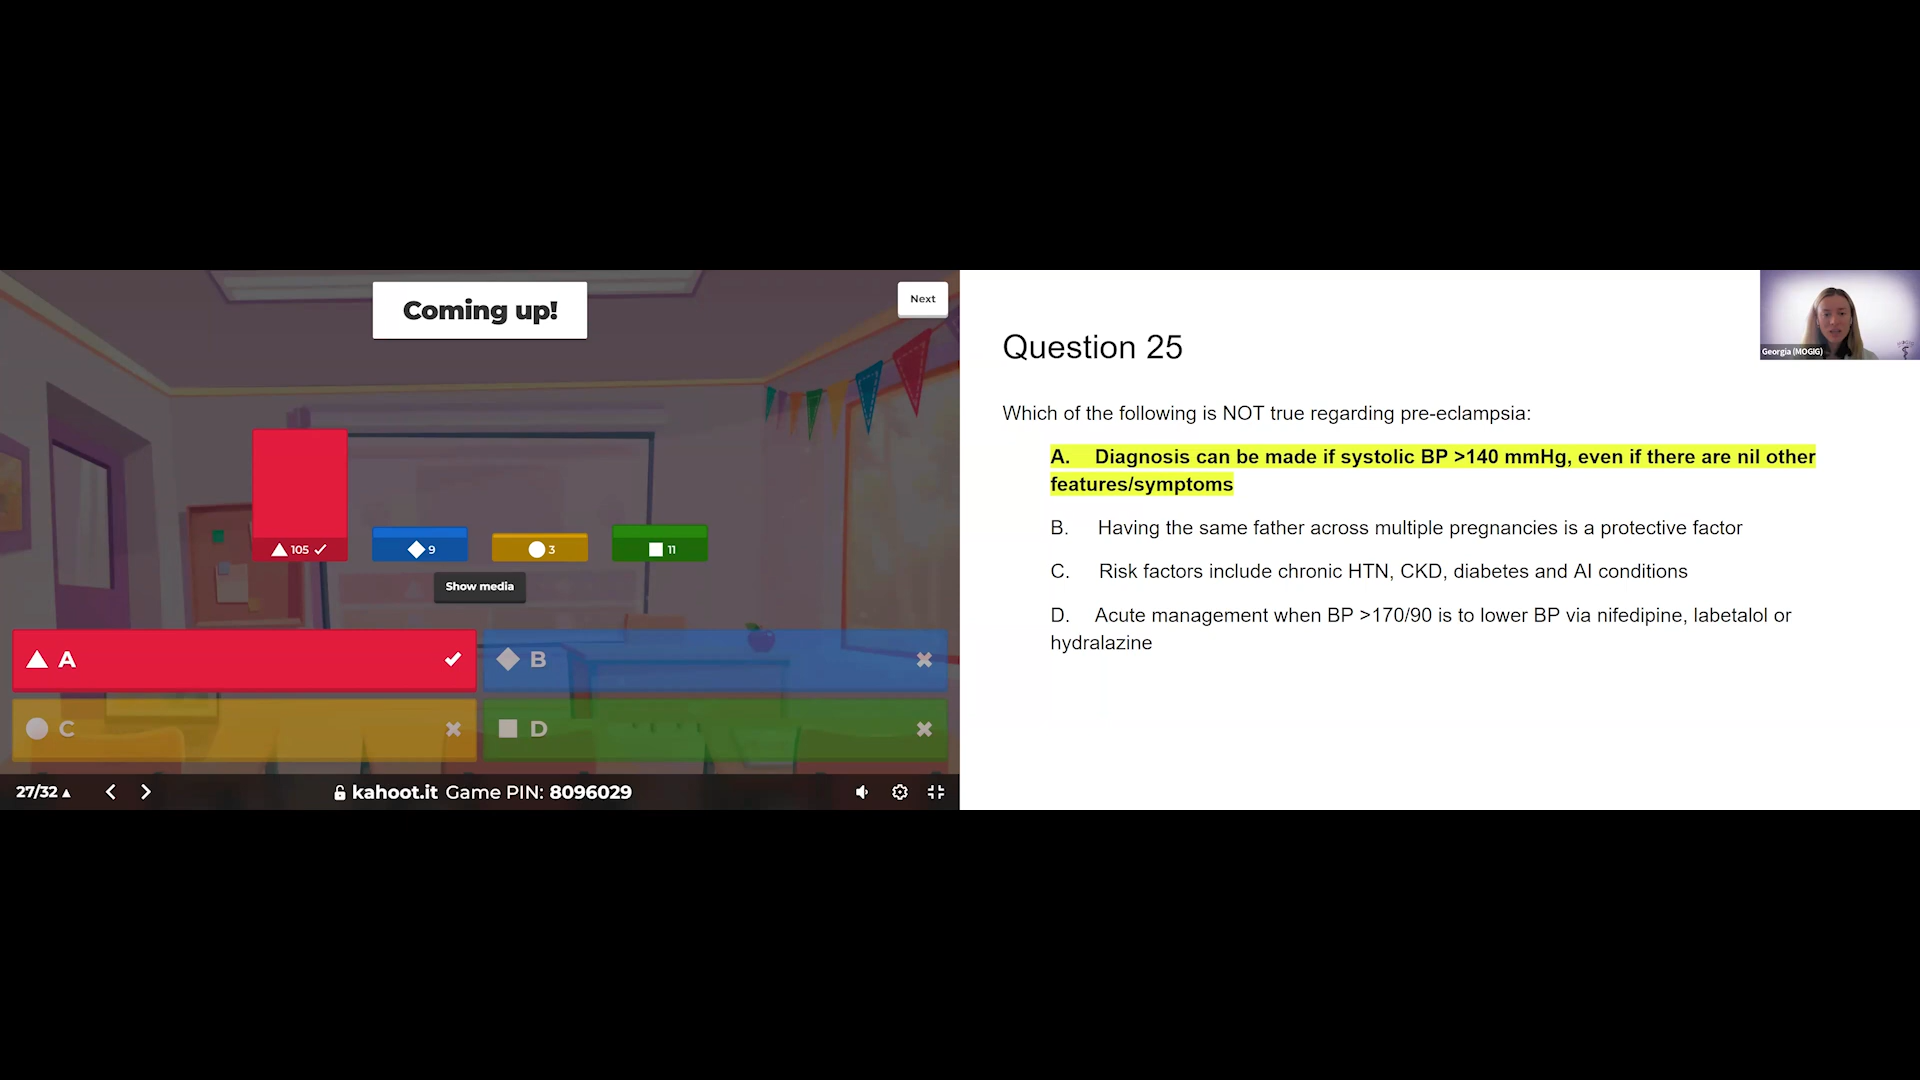 Coming up!
Next
105
9
3
11
Show media
A
B
C
D
27/32
kahoot.it Game PIN: 8096029
Georgia (MOGIG)
Question 25
Which of the following is NOT true regarding pre-eclampsia:
A. Diagnosis can be made if systolic BP >140 mmHg, even if there are nil other
features/symptoms
B. Having the same father across multiple pregnancies is a protective factor
C. Risk factors include chronic HTN, CKD, diabetes and AI conditions
D. Acute management when BP >170/90 is to lower BP via nifedipine, labetalol or
hydralazine